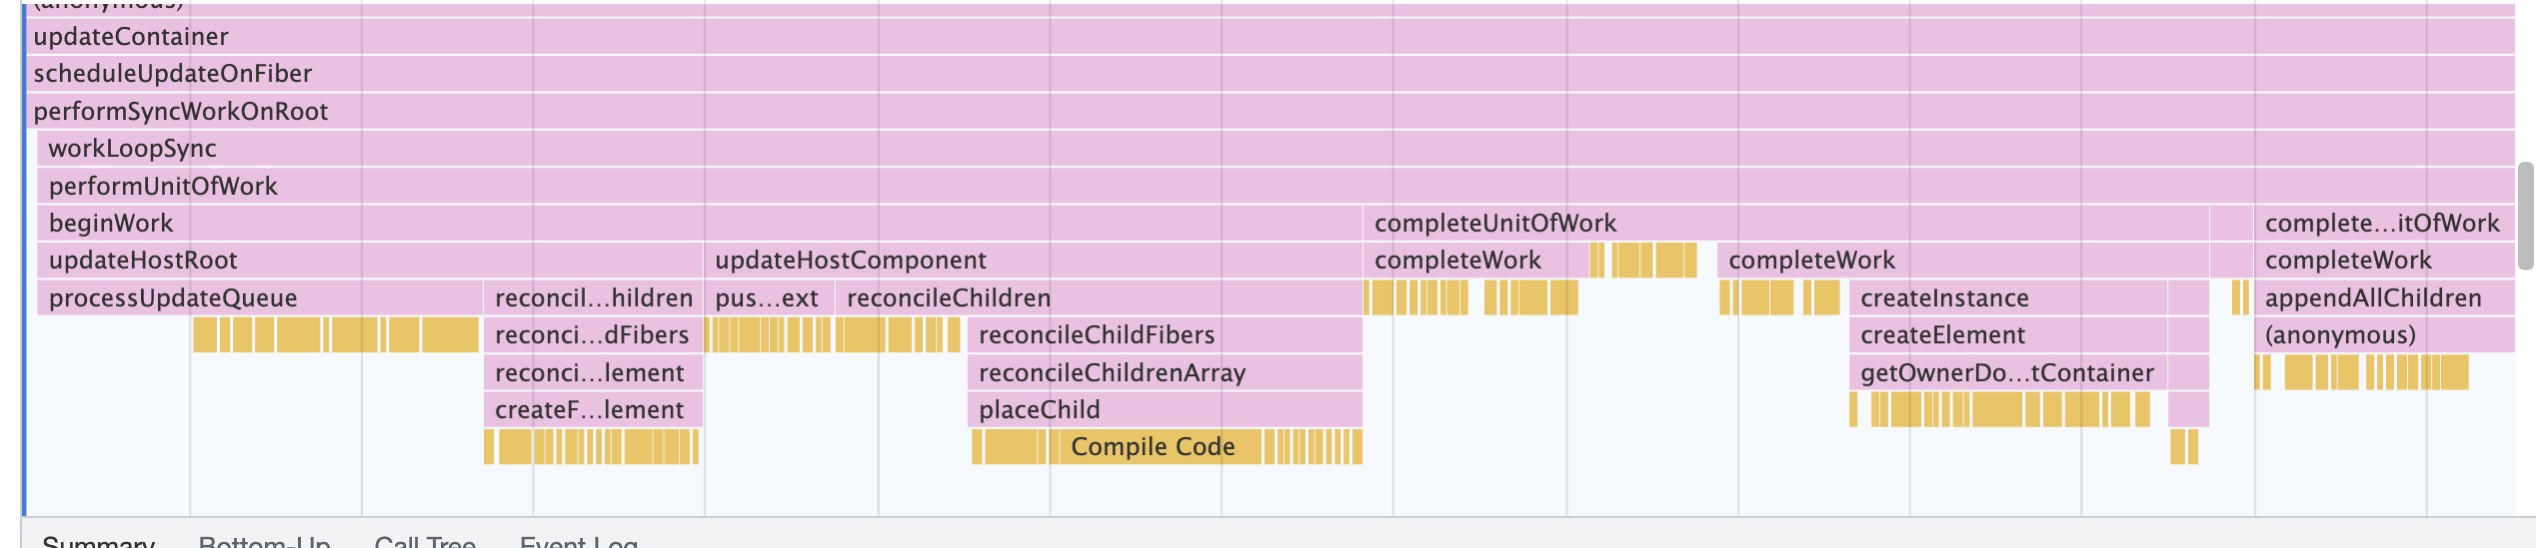 (anonymous)
updateContainer
scheduleUpdateOnFiber
performSyncWorkOnRoot
workLoopSync
performUnitOfWork
beginWork completeUnitOfWork complete…itOfWork
updateHostRoot updateHostComponent completeWork completeWork completeWork
processUpdateQueue reconcil…hildren pus…ext reconcileChildren createInstance appendAllChildren
reconci…dFibers reconcileChildFibers createElement (anonymous)
reconci…lement reconcileChildrenArray getOwnerDo…tContainer
createF…lement placeChild
Compile Code
Summary Bottom-Up Call Tree Event Log